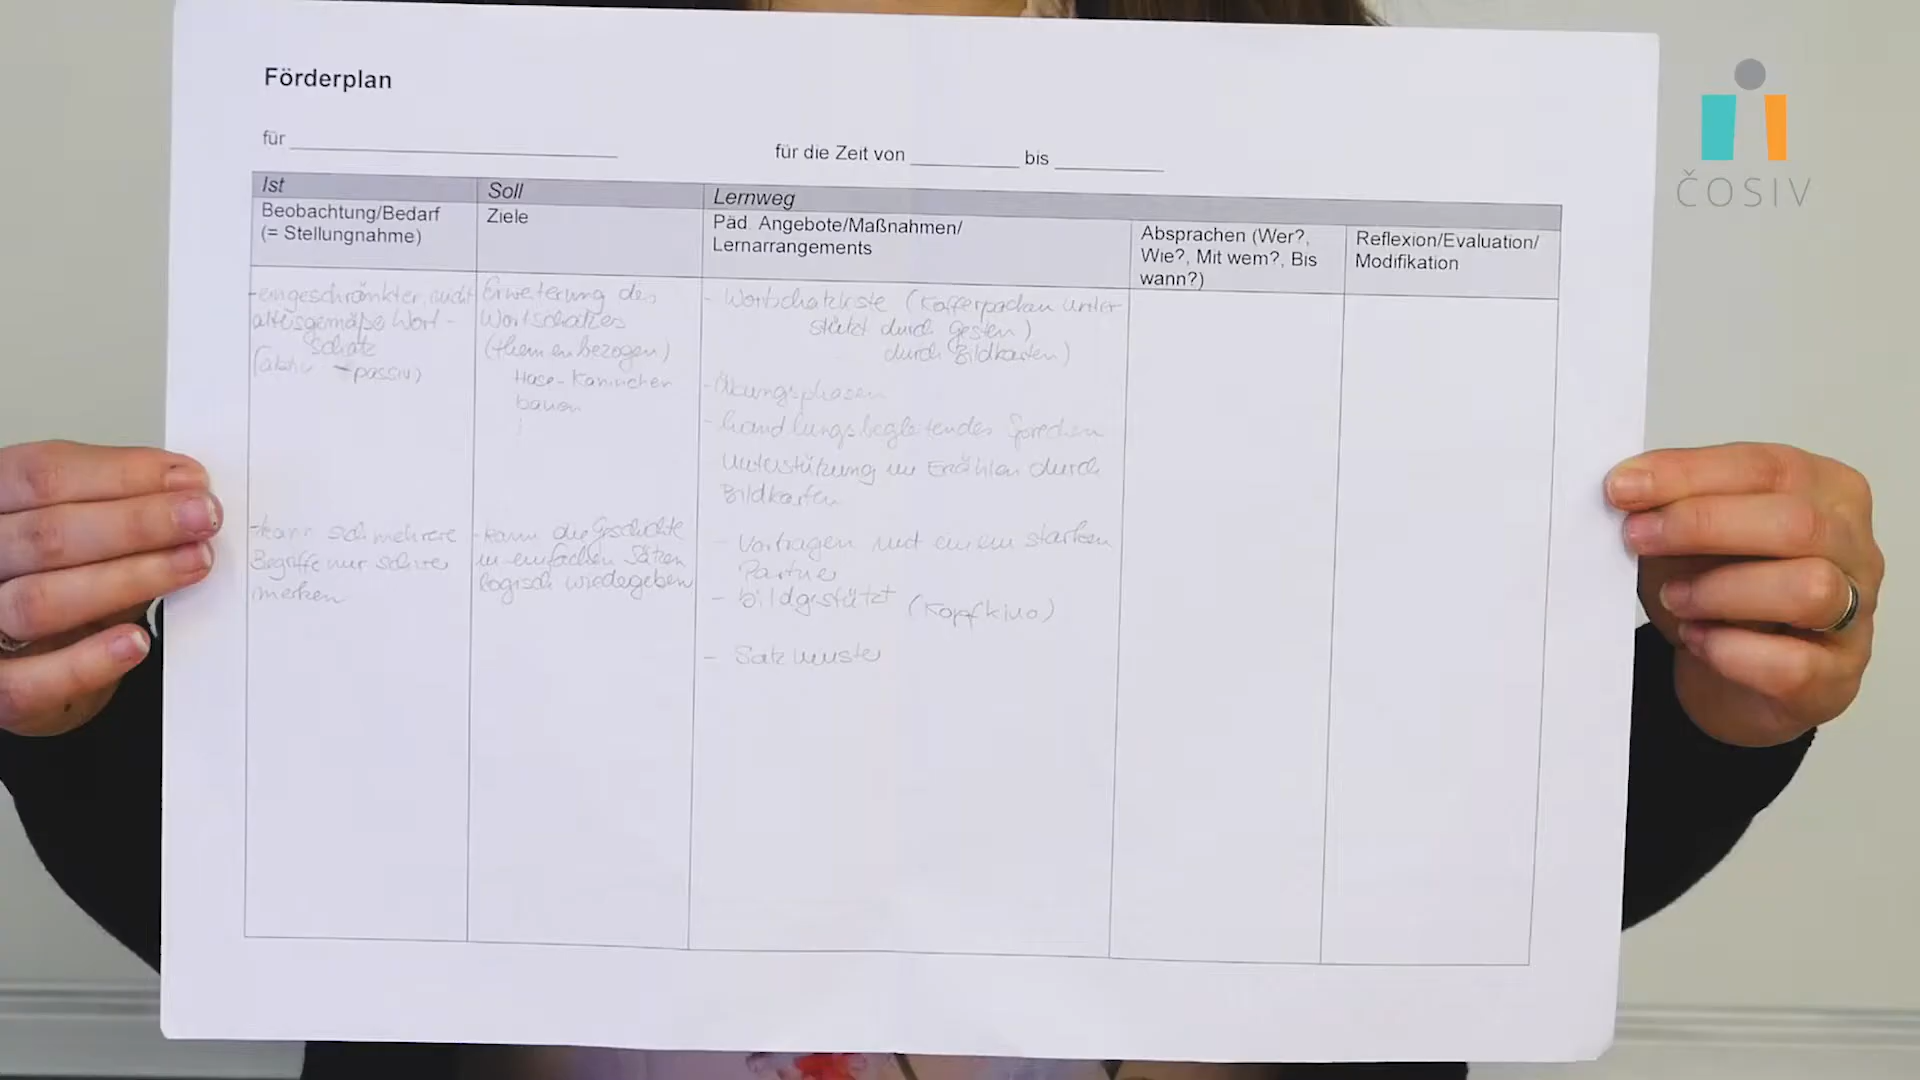 Förderplan
für
für die Zeit von
bis
Ist
Soll
Lernweg
Beobachtung/Bedarf
(= Stellungnahme)
Ziele
Päd. Angebote/Maßnahmen/
Lernarrangements
Absprachen (Wer?,
Wie?, Mit wem?, Bis
wann?)
Reflexion/Evaluation/
Modifikation
-eingeschränkter, nicht
altersgemäße Wort-
schatz
(aktiv - passiv)
Erweiterung des
Wortschatzes
(themenbezogen)
Hase-Kaninchen
bauen
- Wortschatzkiste (Kofferpacken unter
stützt durch Gesten)
durch Bildkarten)
-Übungsphasen
- handlungsbegleitendes Sprechen
Unterstützung im Erzählen durch
Bildkarten
-kann sich mehrere
Begriffe nur schwer
merken
-kann die Geschichte
in einfachen Sätzen
logisch wiedergeben
- Vortragen mit einem starken
Partner
- bildgestützt (Kopfkino)
- Satzmuster
ČOSIV